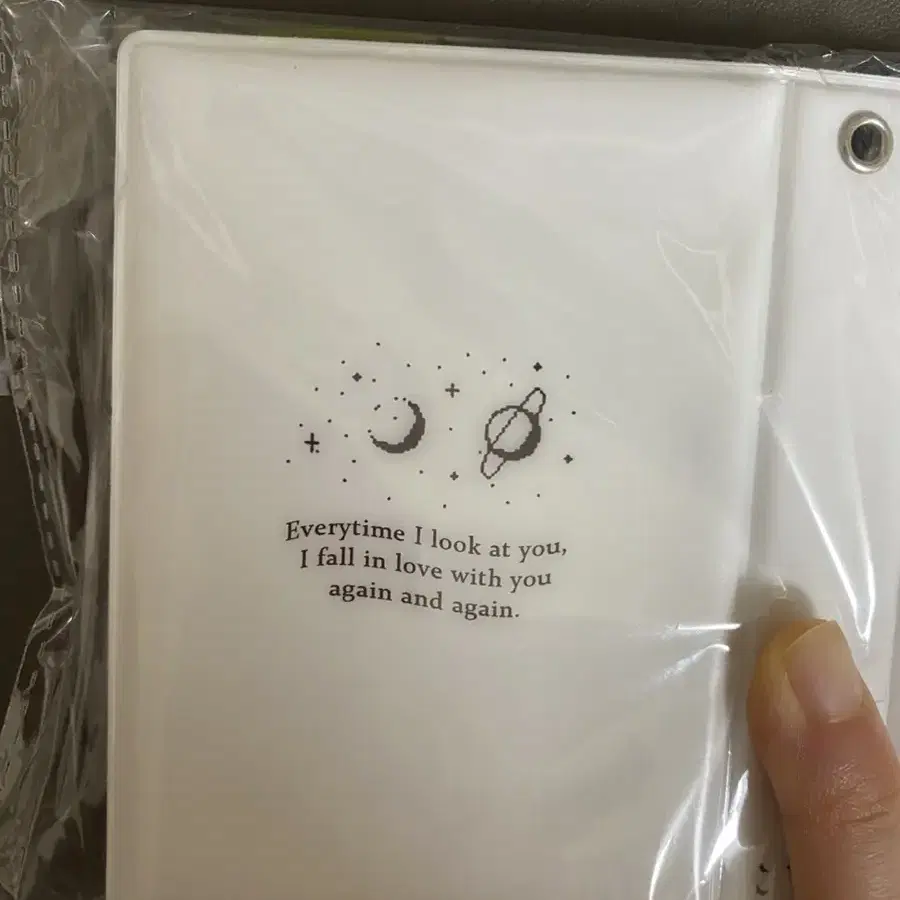 Everytime I look at you,
I fall in love with you
again and again.